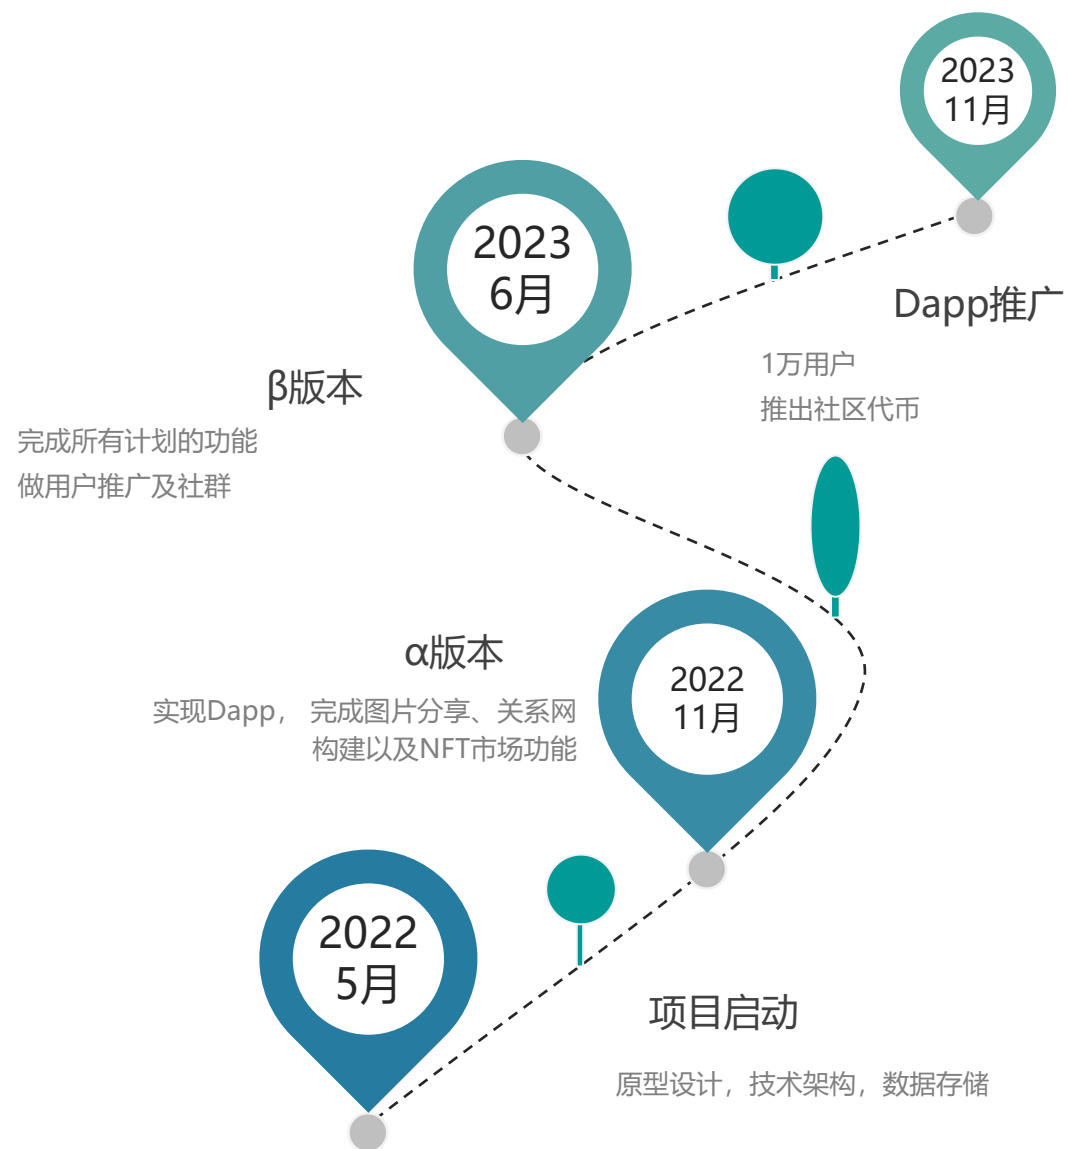 2023
11月
2023
6月
Dapp推广
1万用户
推出社区代币
β版本
完成所有计划的功能
做用户推广及社群
α版本
实现Dapp， 完成图片分享、关系网
构建以及NFT市场功能
2022
11月
2022
5月
项目启动
原型设计，技术架构，数据存储